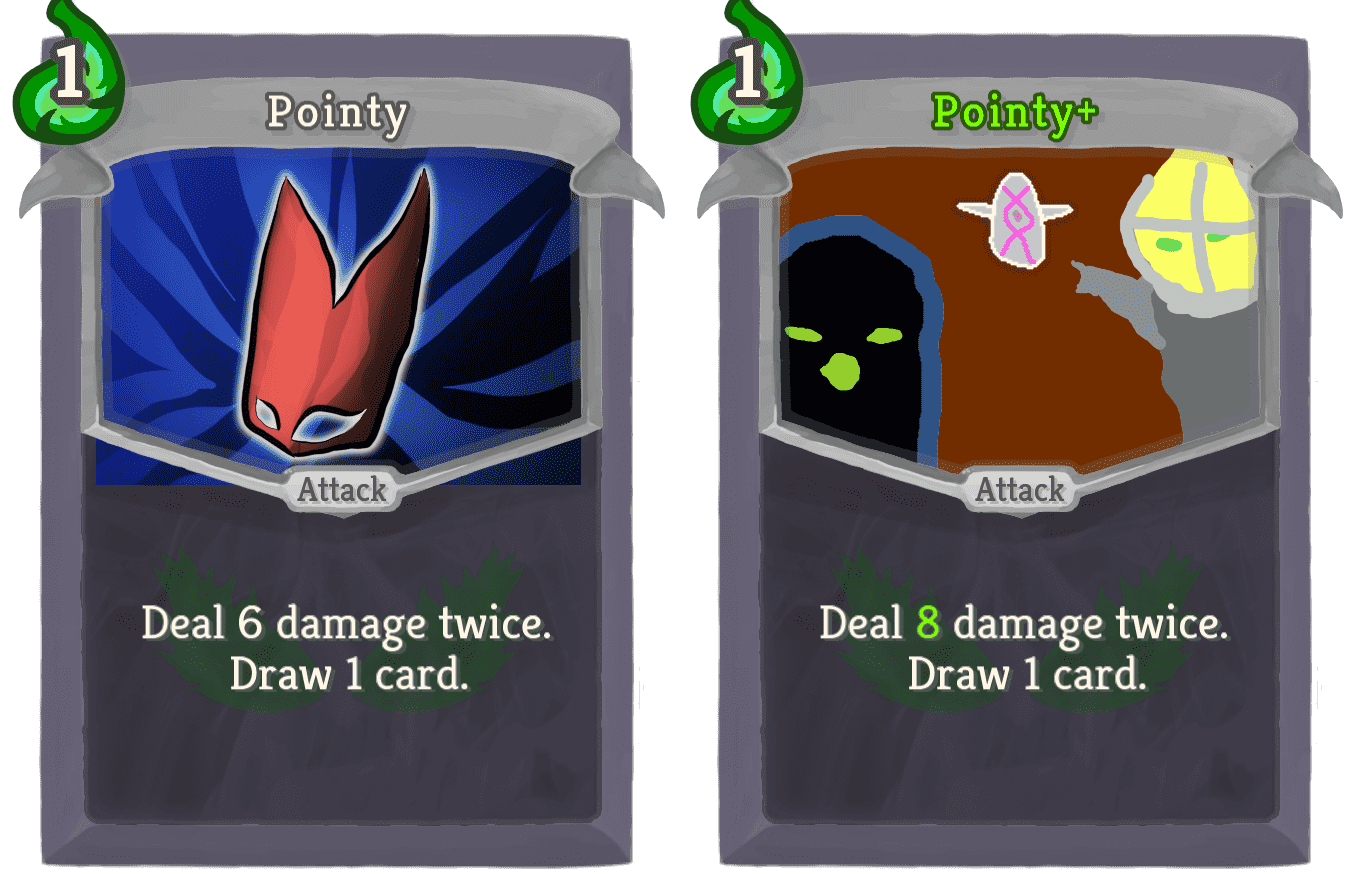 1
Pointy
Attack
Deal 6 damage twice.
Draw 1 card.
1
Pointy+
Attack
Deal 8 damage twice.
Draw 1 card.